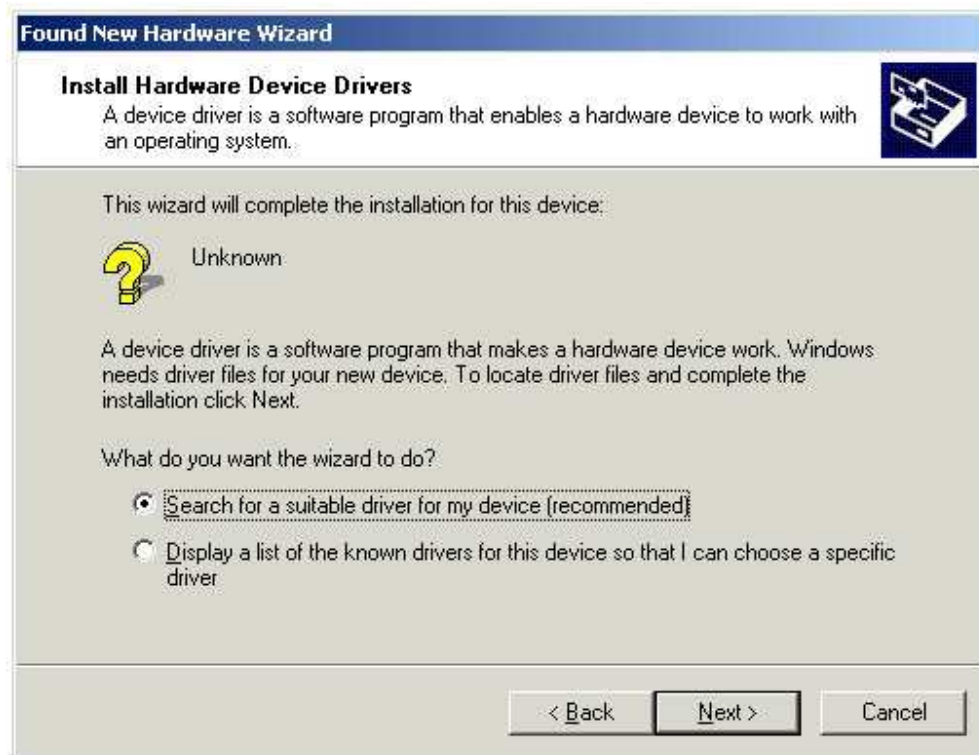 Found New Hardware Wizard
Install Hardware Device Drivers
A device driver is a software program that enables a hardware device to work with
an operating system.
This wizard will complete the installation for this device:
Unknown
A device driver is a software program that makes a hardware device work. Windows
needs driver files for your new device. To locate driver files and complete the
installation click Next.
What do you want the wizard to do?
Search for a suitable driver for my device (recommended)
Display a list of the known drivers for this device so that I can choose a specific
driver
< Back
Next >
Cancel